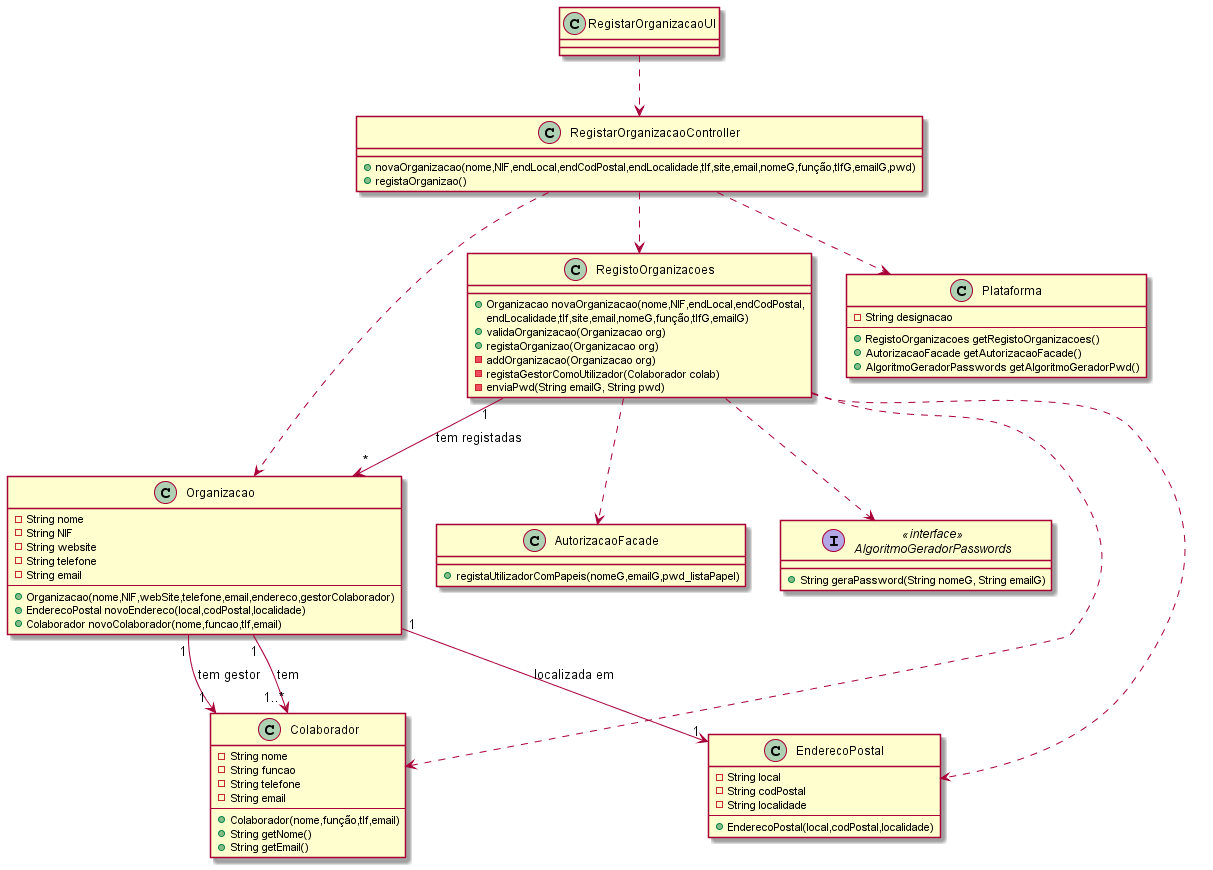 C RegistarOrganizacaoUI
C RegistarOrganizacaoController
novaOrganizacao(nome,NIF,endLocal,endCodPostal,endLocalidade,tlf,site,email,nomeG,função,tlfG,emailG,pwd)
registaOrganizao()
C RegistoOrganizacoes
Organizacao novaOrganizacao(nome,NIF,endLocal,endCodPostal,
endLocalidade,tlf,site,email,nomeG,função,tlfG,emailG)
validaOrganizacao(Organizacao org)
registaOrganizao(Organizacao org)
addOrganizacao(Organizacao org)
registaGestorComoUtilizador(Colaborador colab)
enviaPwd(String emailG, String pwd)
C Plataforma
String designacao
RegistoOrganizacoes getRegistoOrganizacoes()
AutorizacaoFacade getAutorizacaoFacade()
AlgoritmoGeradorPasswords getAlgoritmoGeradorPwd()
1
tem registadas
*
C Organizacao
String nome
String NIF
String website
String telefone
String email
Organizacao(nome,NIF,webSite,telefone,email,endereco,gestorColaborador)
EnderecoPostal novoEndereco(local,codPostal,localidade)
Colaborador novoColaborador(nome,funcao,tlf,email)
C AutorizacaoFacade
registaUtilizadorComPapeis(nomeG,emailG,pwd_listaPapel)
I «interface»
AlgoritmoGeradorPasswords
String geraPassword(String nomeG, String emailG)
1
tem gestor
1
1
tem
1..*
1
localizada em
1
C Colaborador
String nome
String funcao
String telefone
String email
Colaborador(nome,função,tlf,email)
String getNome()
String getEmail()
C EnderecoPostal
String local
String codPostal
String localidade
EnderecoPostal(local,codPostal,localidade)